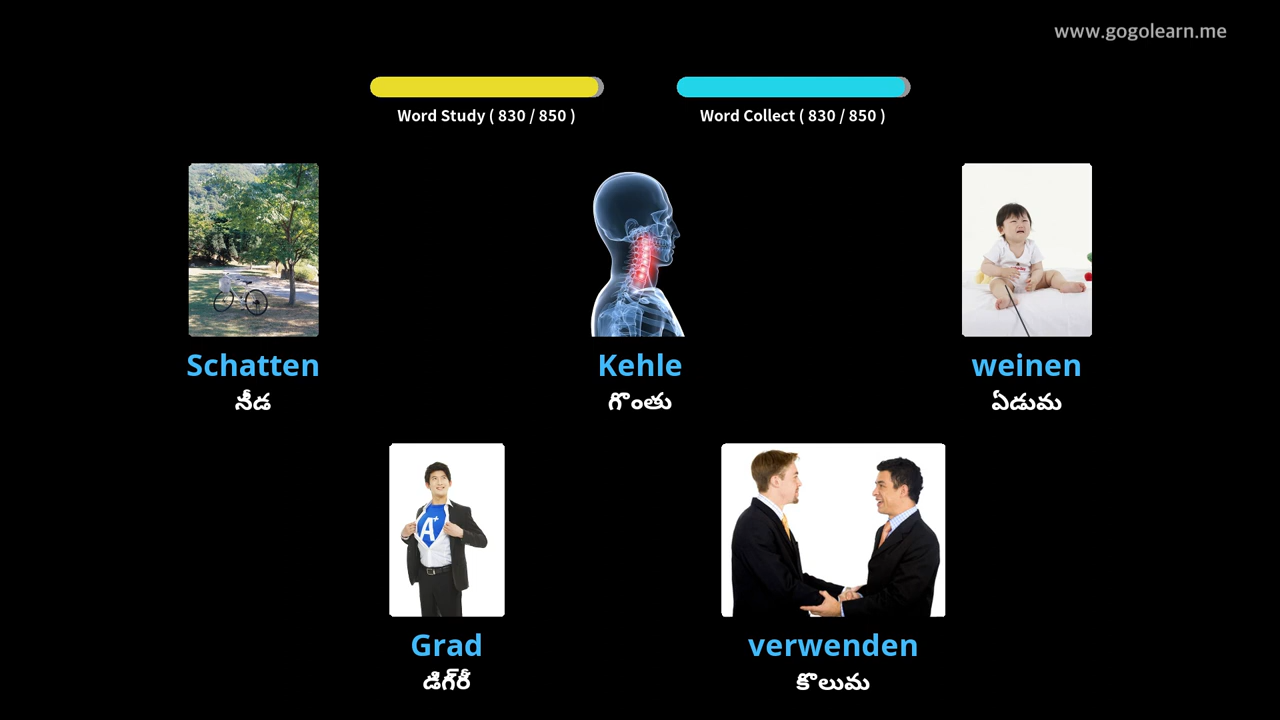 www.gogolearn.me
Word Study ( 830 / 850 )
Word Collect ( 830 / 850 )
Schatten
నీడ
Kehle
గొంతు
weinen
ఏడుమ
A+
Grad
డిగ్రీ
verwenden
కొలుమ